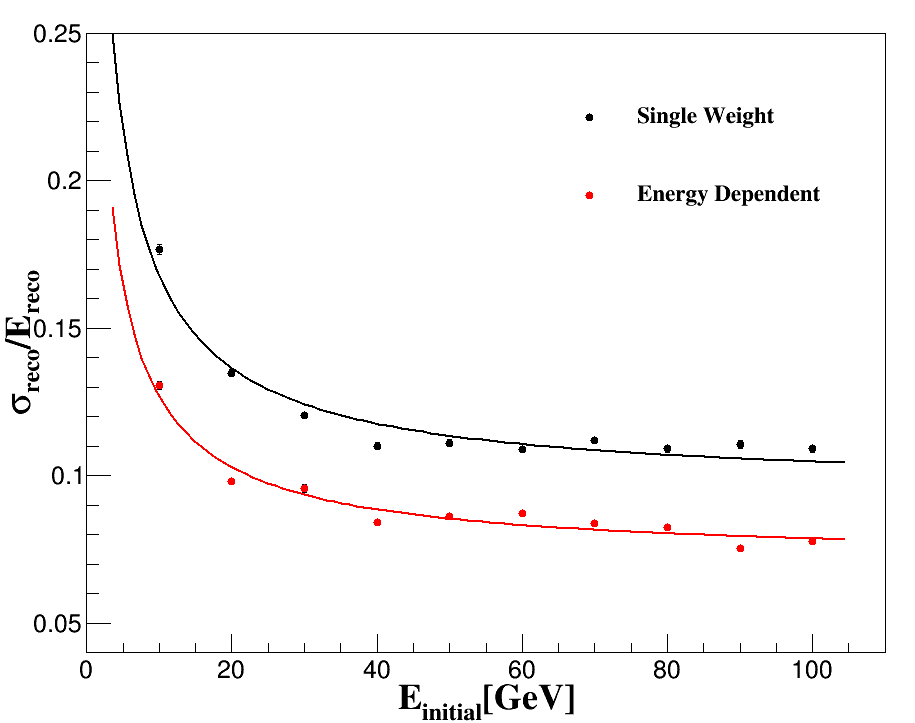 0.25
0.2
0.15
0.1
0.05
σreco/Ereco
Single Weight
Energy Dependent
0 20 40 60 80 100
Einitial[GeV]